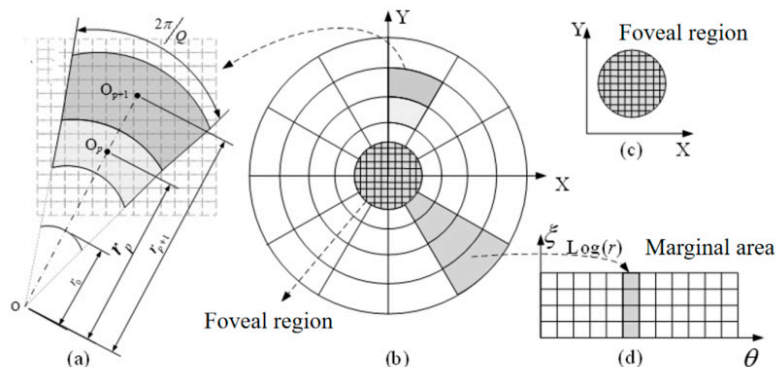 2π/Q
O_{p+1}
O_p
r_0
r_p
r_{p+1}
O
(a)
Y
X
Foveal region
(b)
Y
Foveal region
X
(c)
ξ
Log(r)
Marginal area
θ
(d)